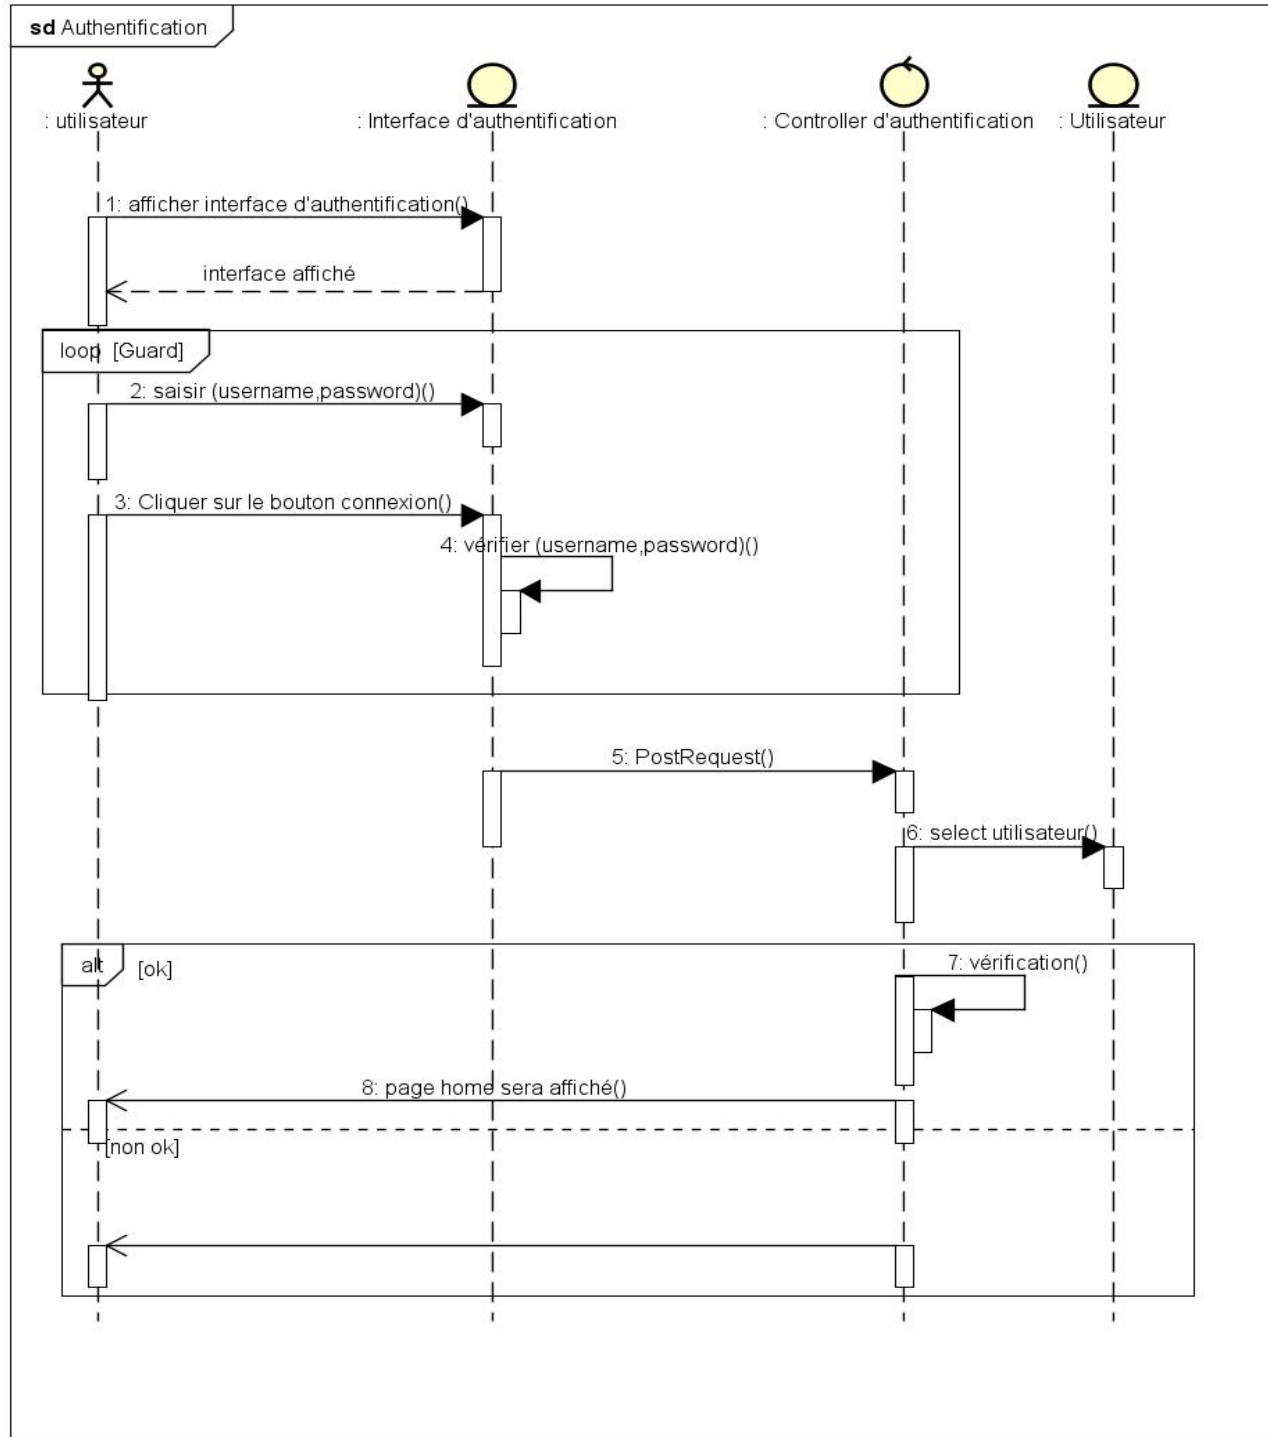 sd Authentification
: utilisateur
: Interface d'authentification
: Controller d'authentification
: Utilisateur
1: afficher interface d'authentification()
interface affiché
loop [Guard]
2: saisir (username,password)()
3: Cliquer sur le bouton connexion()
4: vérifier (username,password)()
5: PostRequest()
6: select utilisateur()
alt [ok]
7: vérification()
8: page home sera affiché()
[non ok]